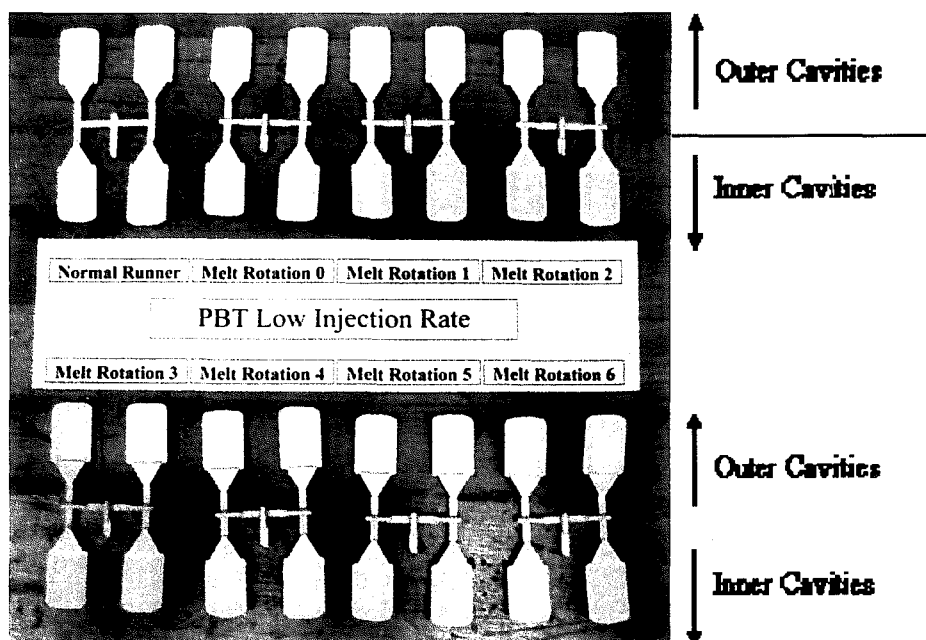 Outer Cavities
Inner Cavities
Normal Runner Melt Rotation 0 Melt Rotation 1 Melt Rotation 2
PBT Low Injection Rate
Melt Rotation 3 Melt Rotation 4 Melt Rotation 5 Melt Rotation 6
Outer Cavities
Inner Cavities